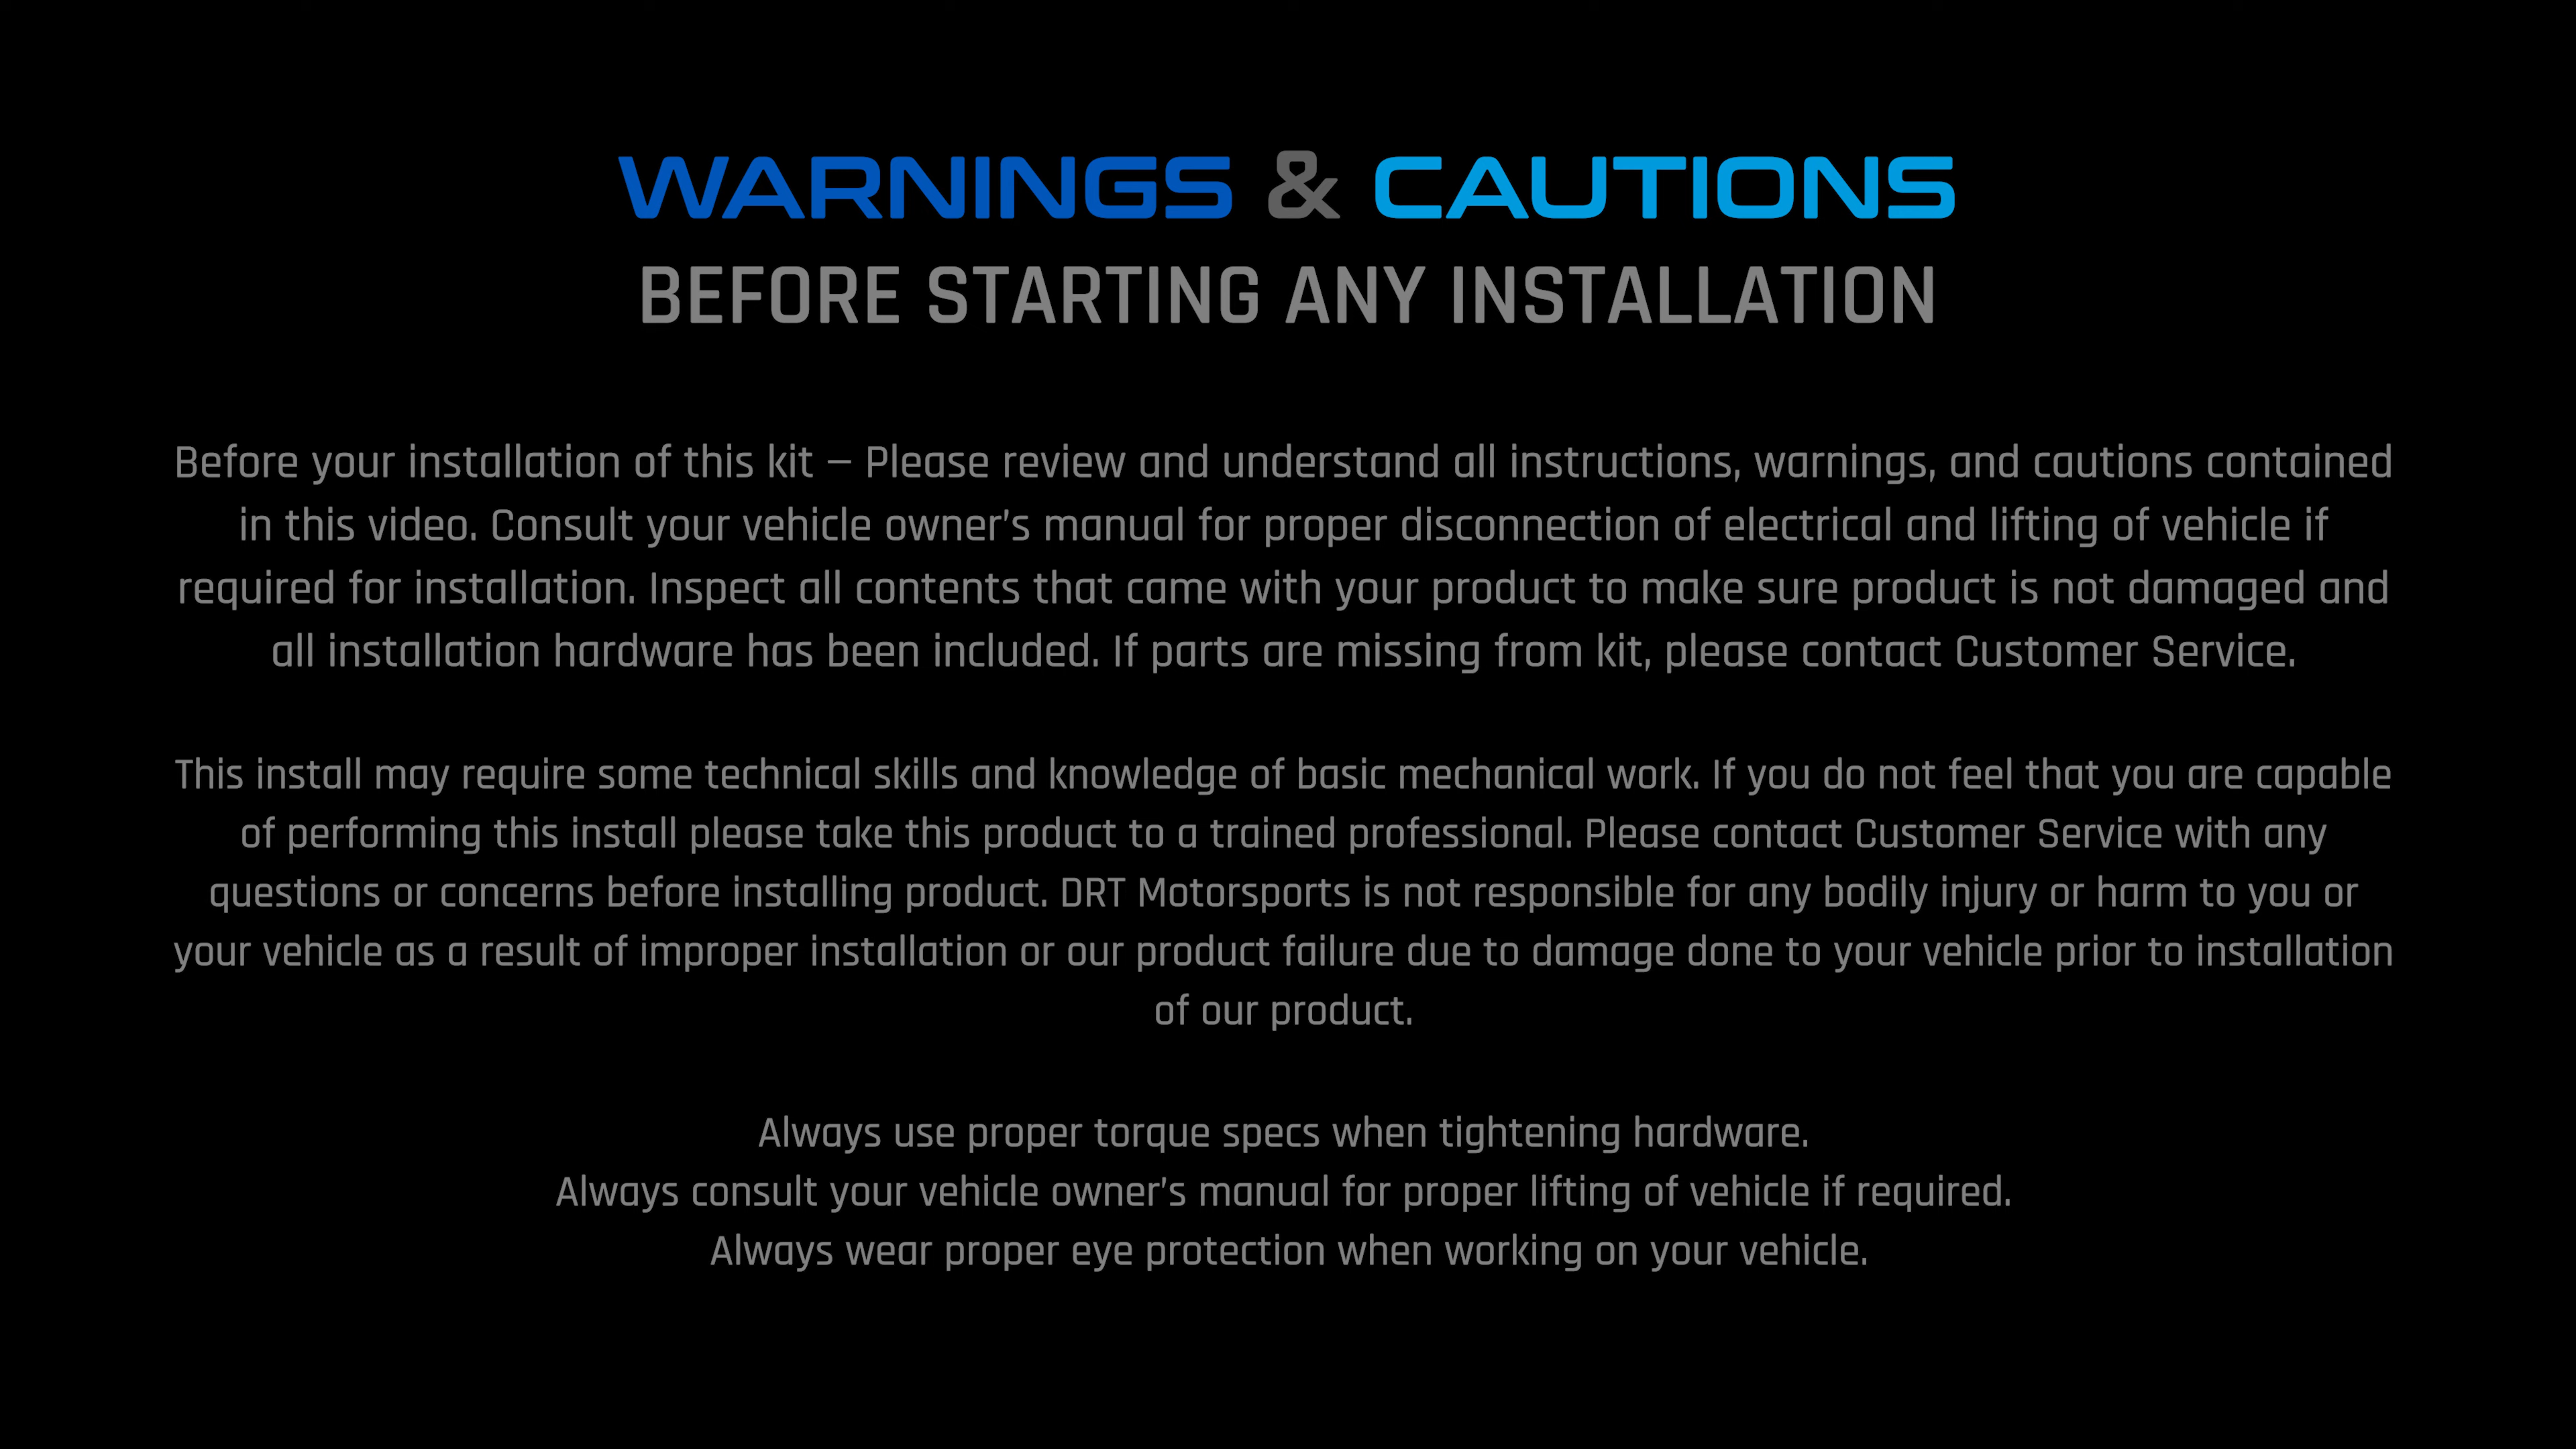 WARNINGS & CAUTIONS
BEFORE STARTING ANY INSTALLATION
Before your installation of this kit – Please review and understand all instructions, warnings, and cautions contained
in this video. Consult your vehicle owner’s manual for proper disconnection of electrical and lifting of vehicle if
required for installation. Inspect all contents that came with your product to make sure product is not damaged and
all installation hardware has been included. If parts are missing from kit, please contact Customer Service.
This install may require some technical skills and knowledge of basic mechanical work. If you do not feel that you are capable
of performing this install please take this product to a trained professional. Please contact Customer Service with any
questions or concerns before installing product. DRT Motorsports is not responsible for any bodily injury or harm to you or
your vehicle as a result of improper installation or our product failure due to damage done to your vehicle prior to installation
of our product.
Always use proper torque specs when tightening hardware.
Always consult your vehicle owner’s manual for proper lifting of vehicle if required.
Always wear proper eye protection when working on your vehicle.